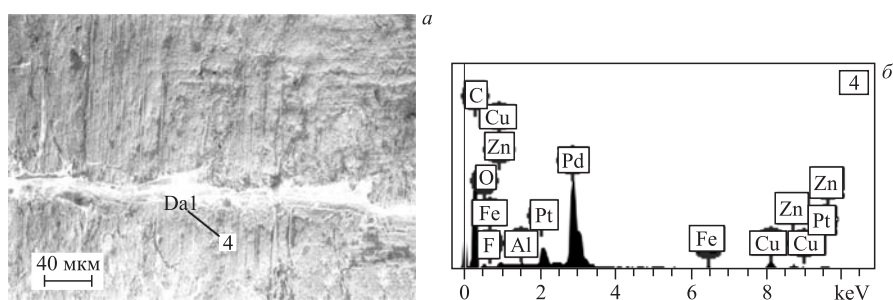 а
Da1
4
40 мкм
б
4
C
Cu
Zn
Pd
Zn
O
Zn
Fe
Pt
Pt
F
Al
Fe
Cu
Cu
0 2 4 6 8 keV